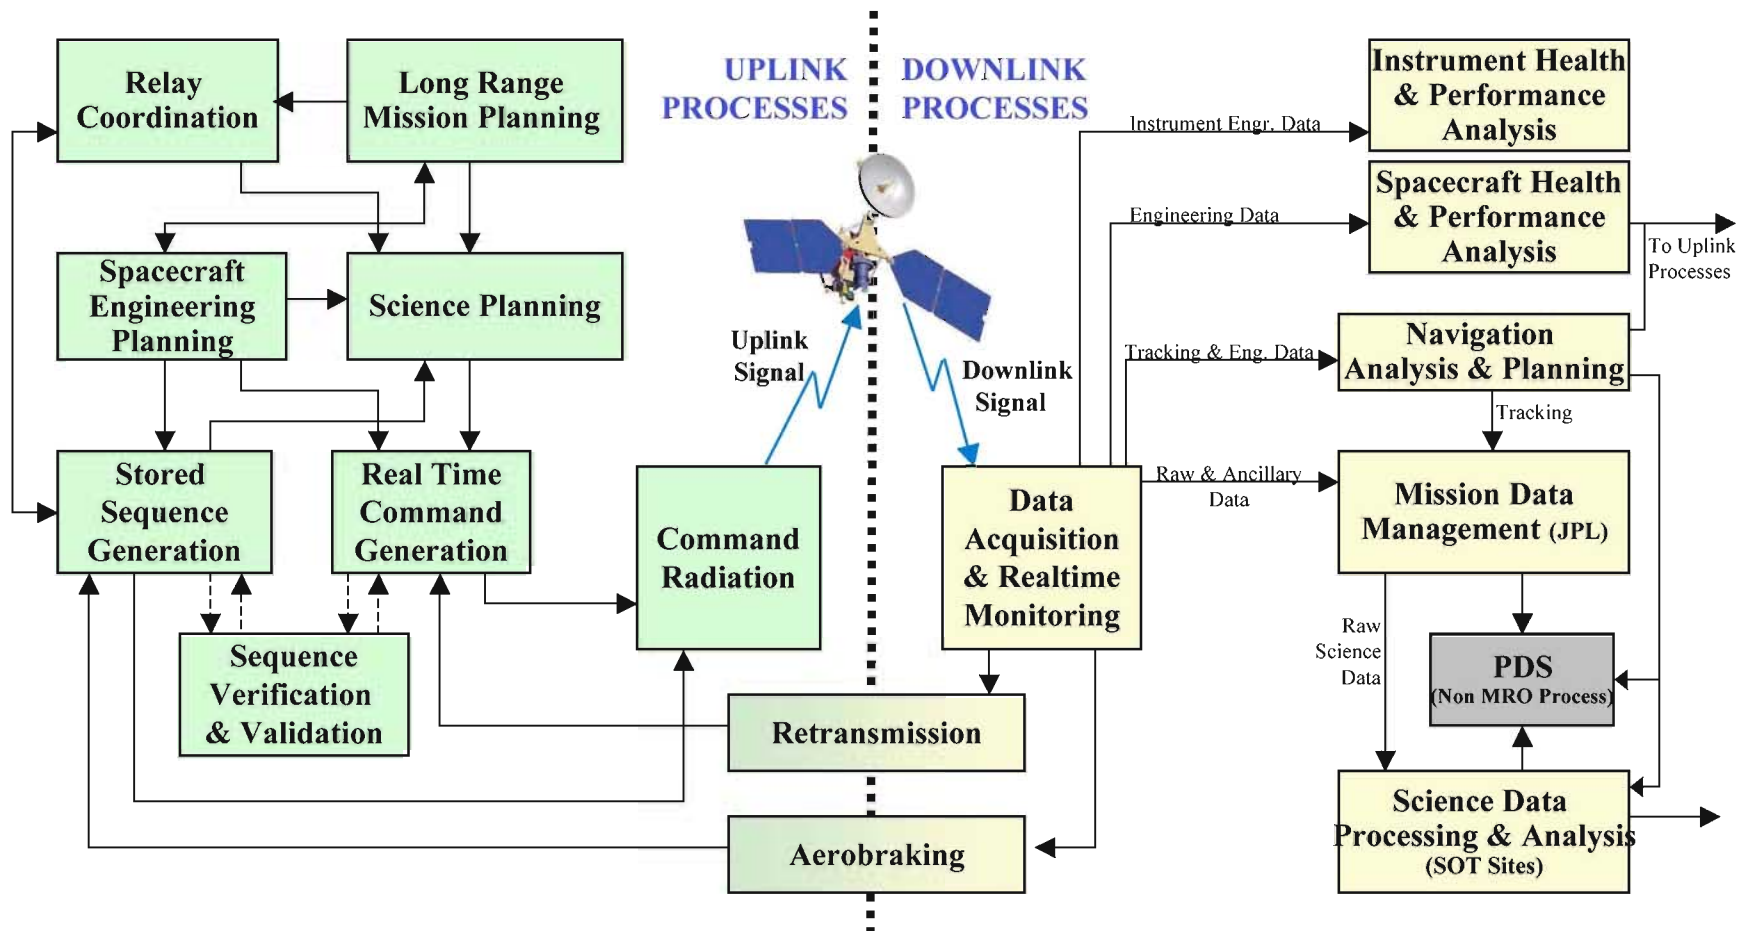 Relay
Coordination
Long Range
Mission Planning
UPLINK
PROCESSES
DOWNLINK
PROCESSES
Instrument Engr. Data
Instrument Health
& Performance
Analysis
Engineering Data
Spacecraft Health
& Performance
Analysis
To Uplink
Processes
Spacecraft
Engineering
Planning
Science Planning
Uplink
Signal
Downlink
Signal
Tracking & Eng. Data
Navigation
Analysis & Planning
Tracking
Stored
Sequence
Generation
Real Time
Command
Generation
Command
Radiation
Data
Acquisition
& Realtime
Monitoring
Raw & Ancillary
Data
Mission Data
Management (JPL)
Raw
Science
Data
PDS
(Non MRO Process)
Sequence
Verification
& Validation
Retransmission
Aerobraking
Science Data
Processing & Analysis
(SOT Sites)